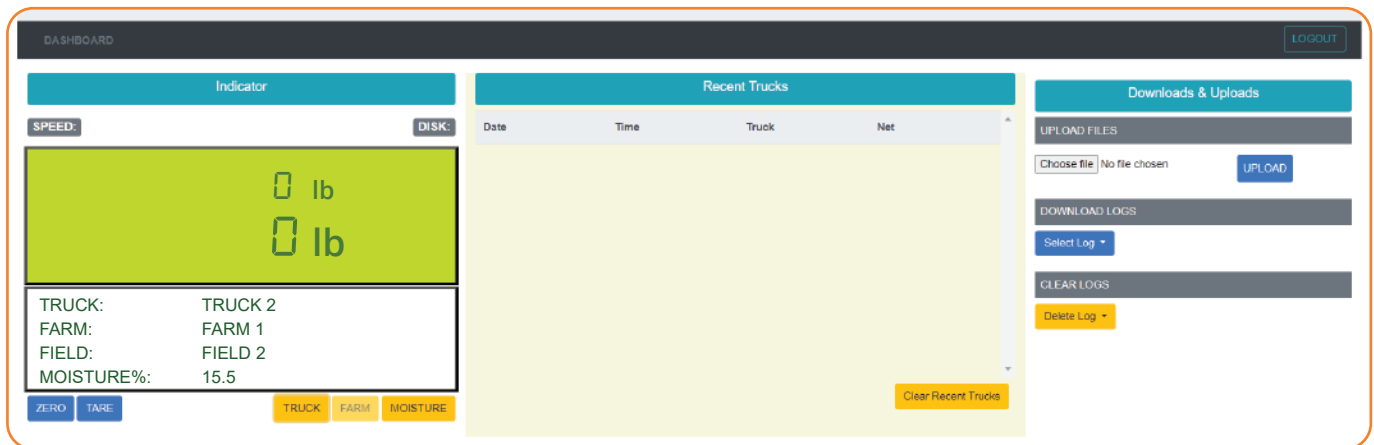 DASHBOARD
LOGOUT
Indicator
SPEED:
DISK:
0 lb
0 lb
TRUCK: TRUCK 2
FARM: FARM 1
FIELD: FIELD 2
MOISTURE%: 15.5
ZERO TARE TRUCK FARM MOISTURE
Recent Trucks
Date Time Truck Net
Clear Recent Trucks
Downloads & Uploads
UPLOAD FILES
Choose file No file chosen UPLOAD
DOWNLOAD LOGS
Select Log
CLEAR LOGS
Delete Log